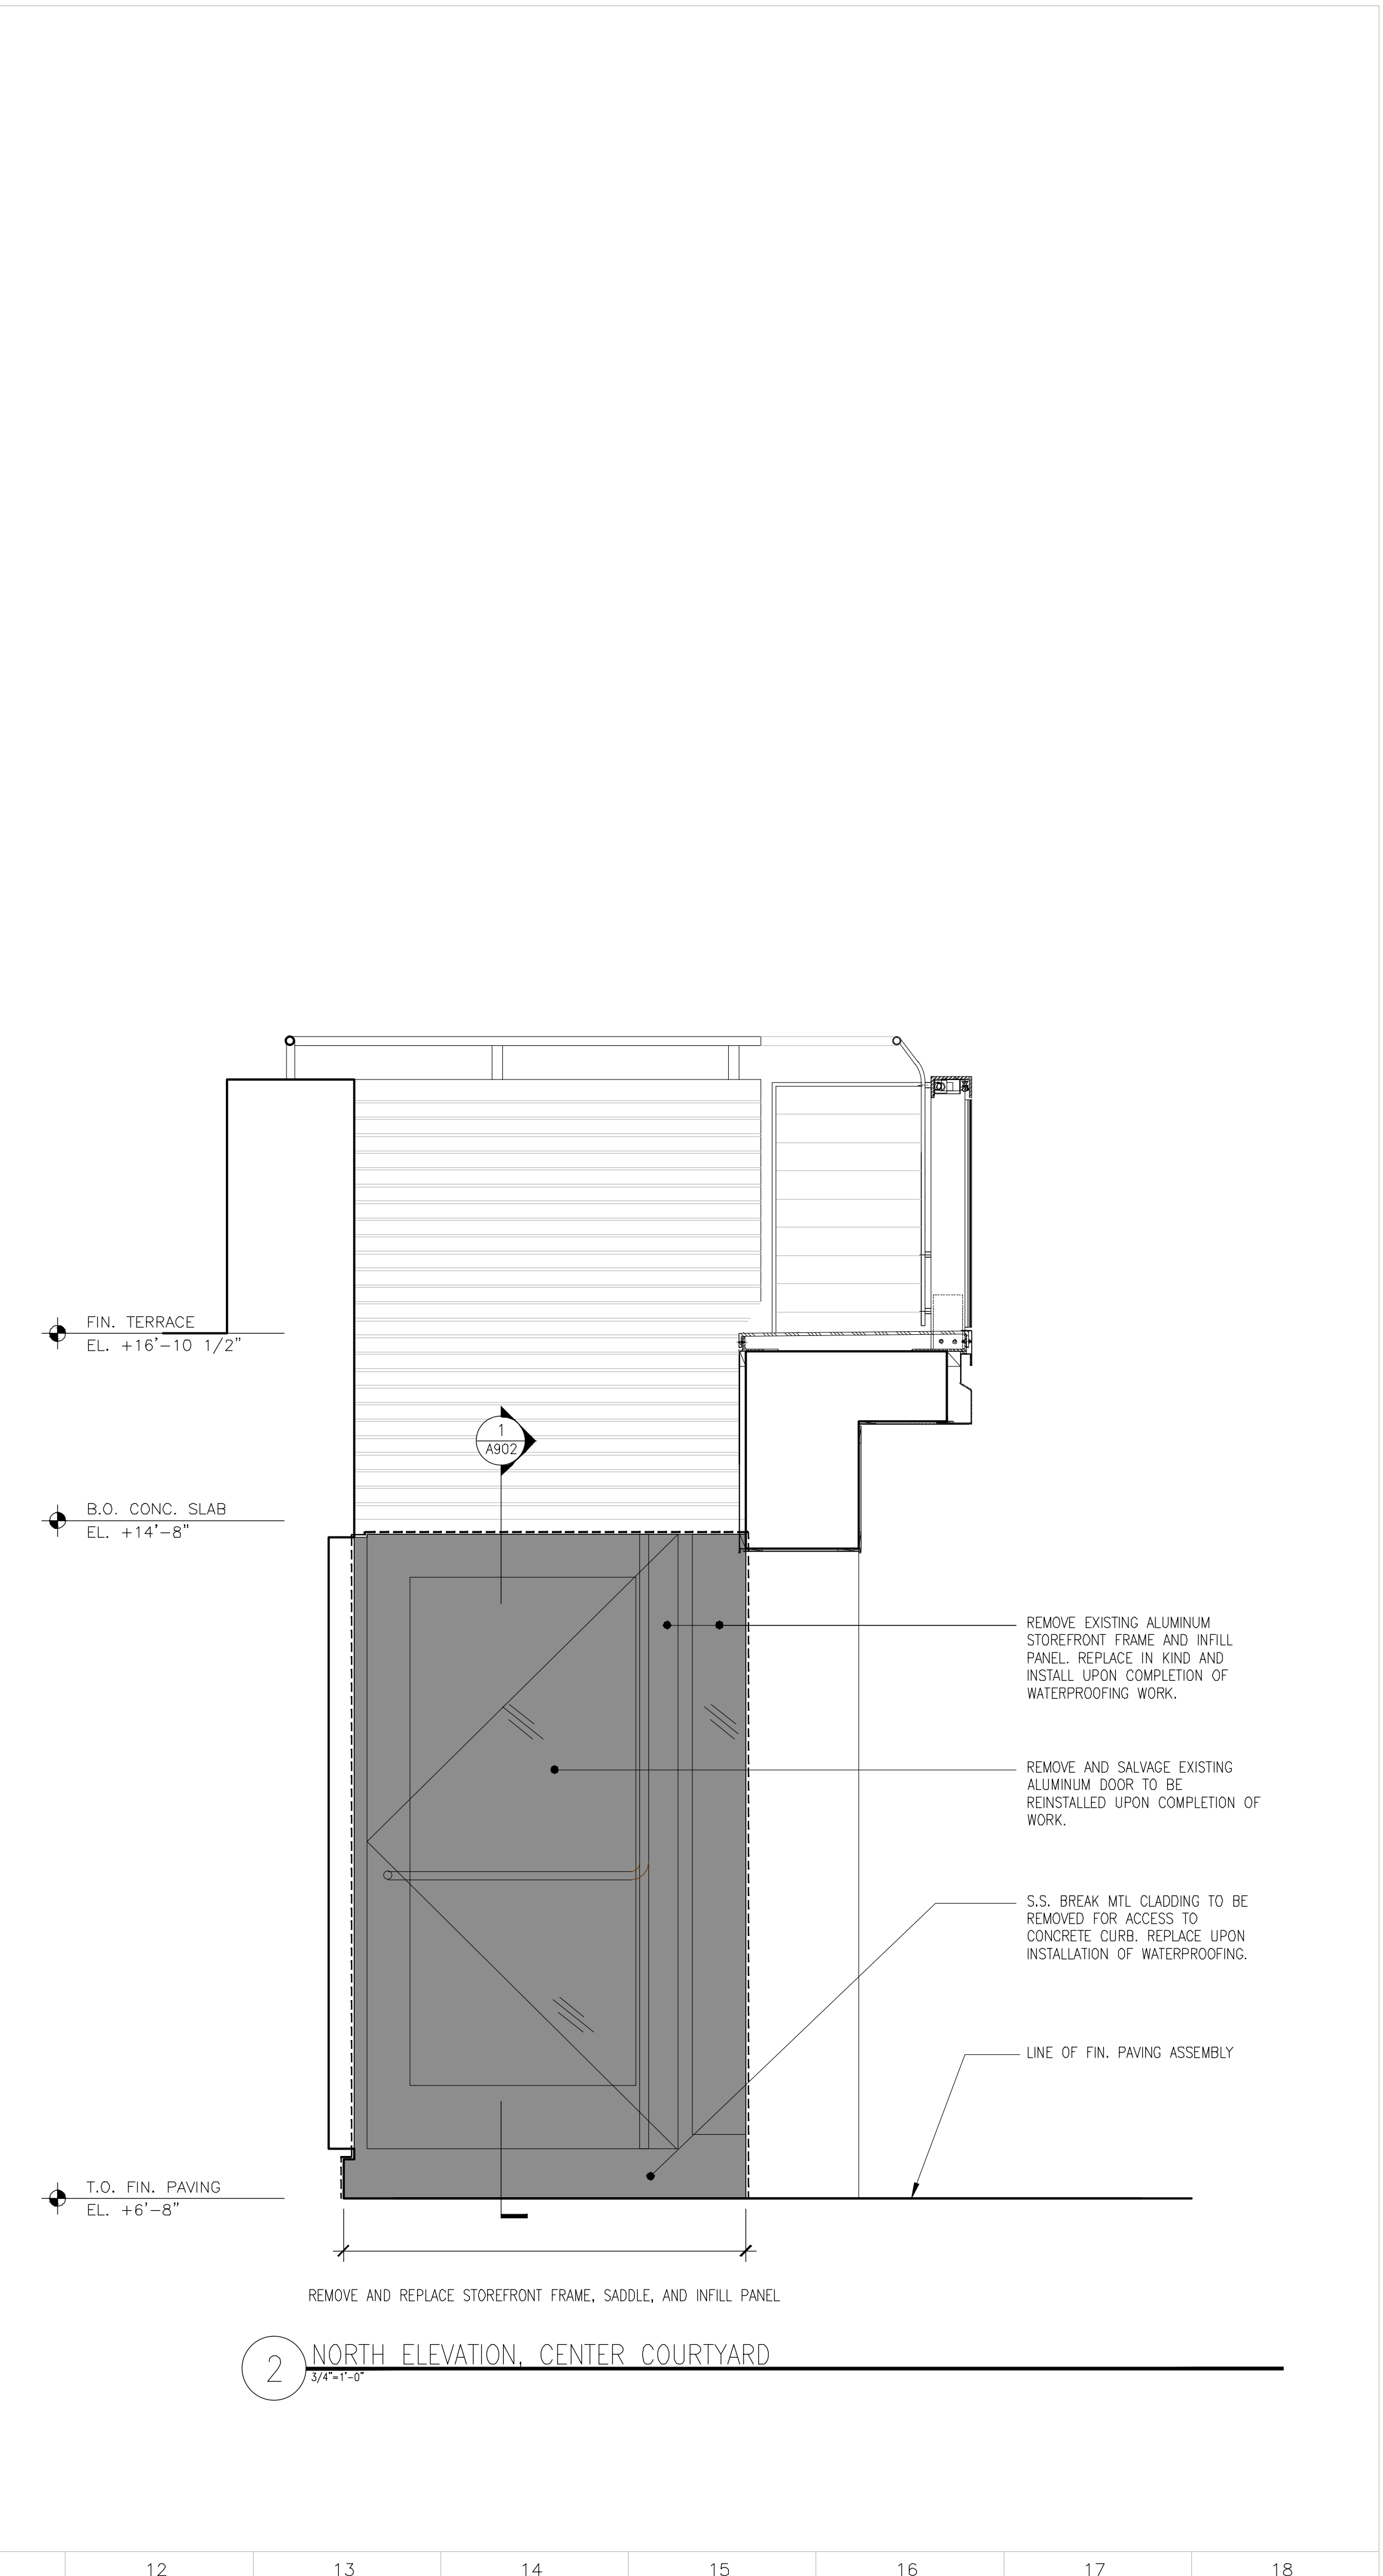 FIN. TERRACE
EL. +16'-10 1/2"
1
A902
B.O. CONC. SLAB
EL. +14'-8"
REMOVE EXISTING ALUMINUM
STOREFRONT FRAME AND INFILL
PANEL. REPLACE IN KIND AND
INSTALL UPON COMPLETION OF
WATERPROOFING WORK.
REMOVE AND SALVAGE EXISTING
ALUMINUM DOOR TO BE
REINSTALLED UPON COMPLETION OF
WORK.
S.S. BREAK MTL CLADDING TO BE
REMOVED FOR ACCESS TO
CONCRETE CURB. REPLACE UPON
INSTALLATION OF WATERPROOFING.
LINE OF FIN. PAVING ASSEMBLY
T.O. FIN. PAVING
EL. +6'-8"
REMOVE AND REPLACE STOREFRONT FRAME, SADDLE, AND INFILL PANEL
2
NORTH ELEVATION, CENTER COURTYARD
3/4"=1'-0"
12 13 14 15 16 17 18